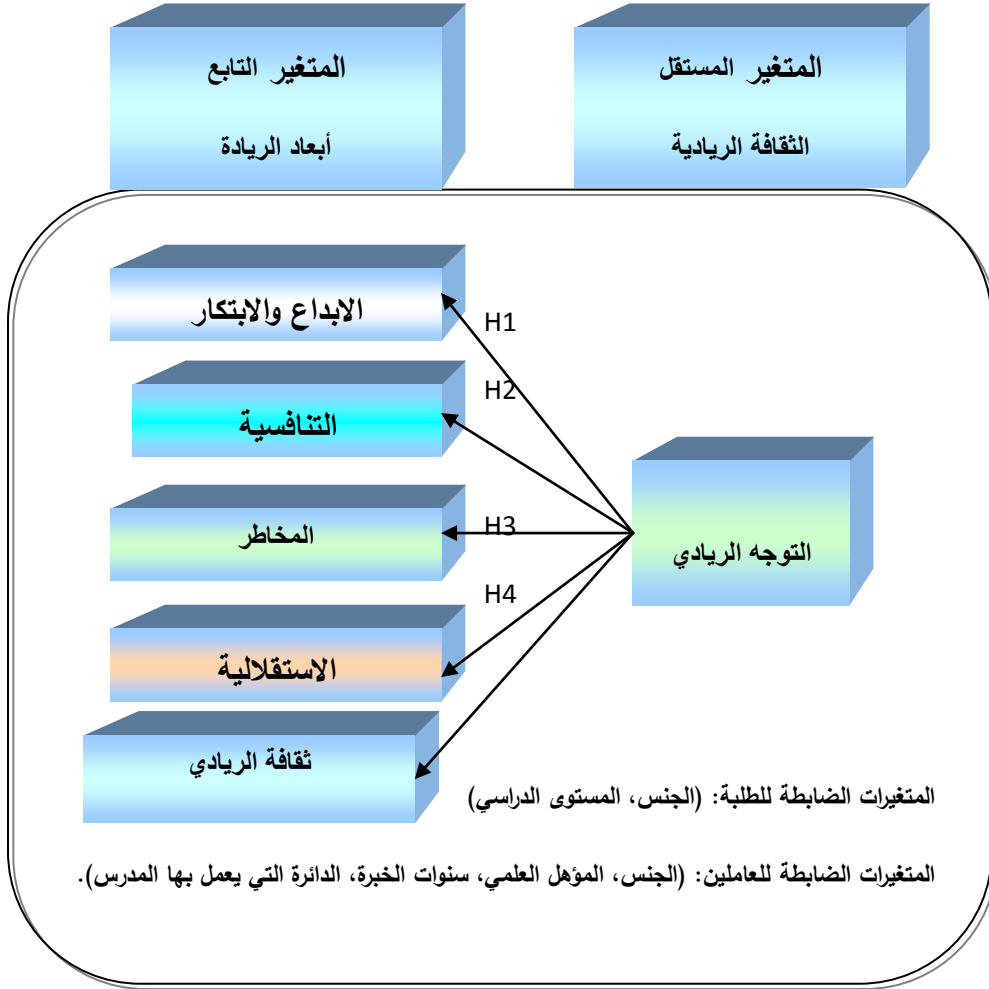 المتغير المستقل
الثقافة الريادية
المتغير التابع
أبعاد الريادة
الابداع والابتكار
H1
التنافسية
H2
المخاطر
H3
التوجه الريادي
الاستقلالية
H4
ثقافة الريادي
المتغيرات الضابطة للطلبة: (الجنس، المستوى الدراسي)
المتغيرات الضابطة للعاملين: (الجنس، المؤهل العلمي، سنوات الخبرة، الدائرة التي يعمل بها المدرس).